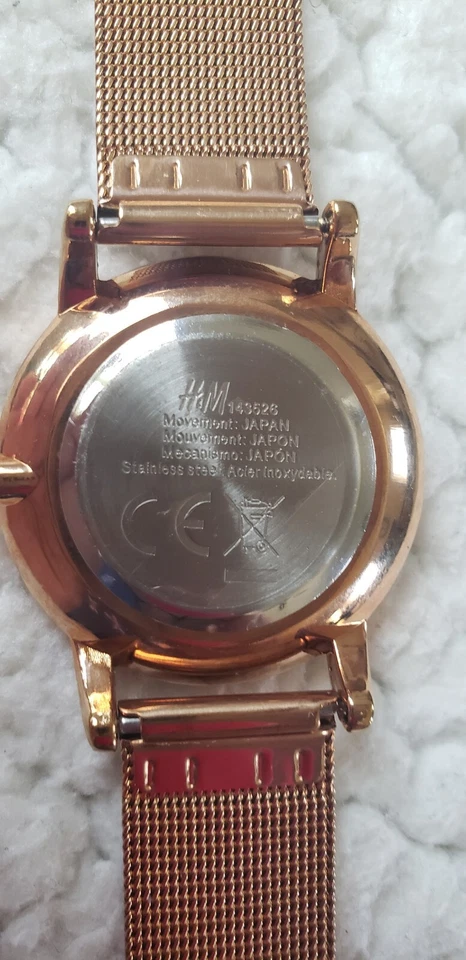 H&M 143526
Movement: JAPAN
Mouvement: JAPON
Mecanismo: JAPÓN
Stainless steel. Acier inoxydable.
CE